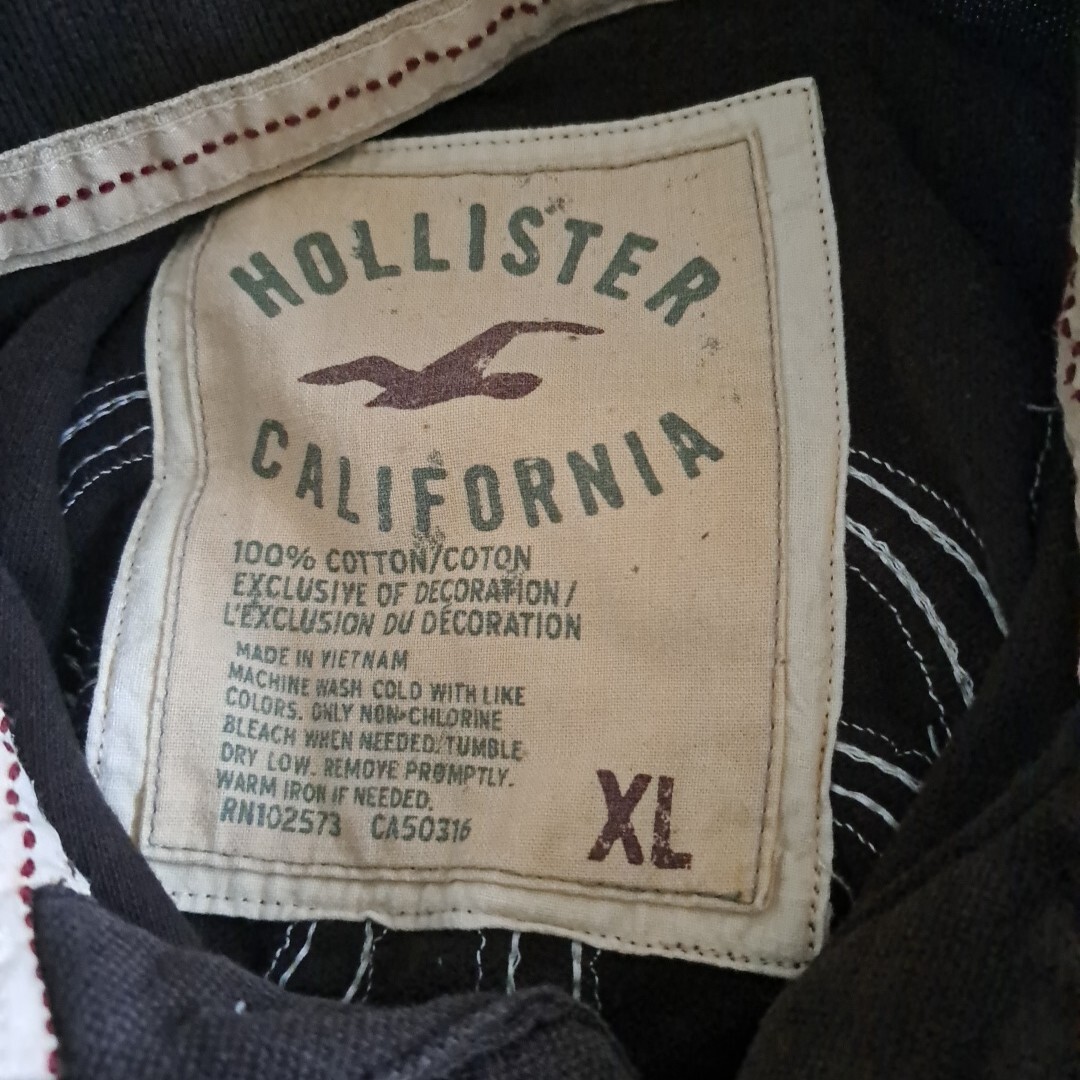 HOLLISTER
CALIFORNIA
100% COTTON/COTON
EXCLUSIVE OF DECORATION/
L'EXCLUSION DU DÉCORATION
MADE IN VIETNAM
MACHINE WASH COLD WITH LIKE
COLORS. ONLY NON-CHLORINE
BLEACH WHEN NEEDED. TUMBLE
DRY LOW. REMOVE PROMPTLY.
WARM IRON IF NEEDED.
RN102573 CA50316
XL